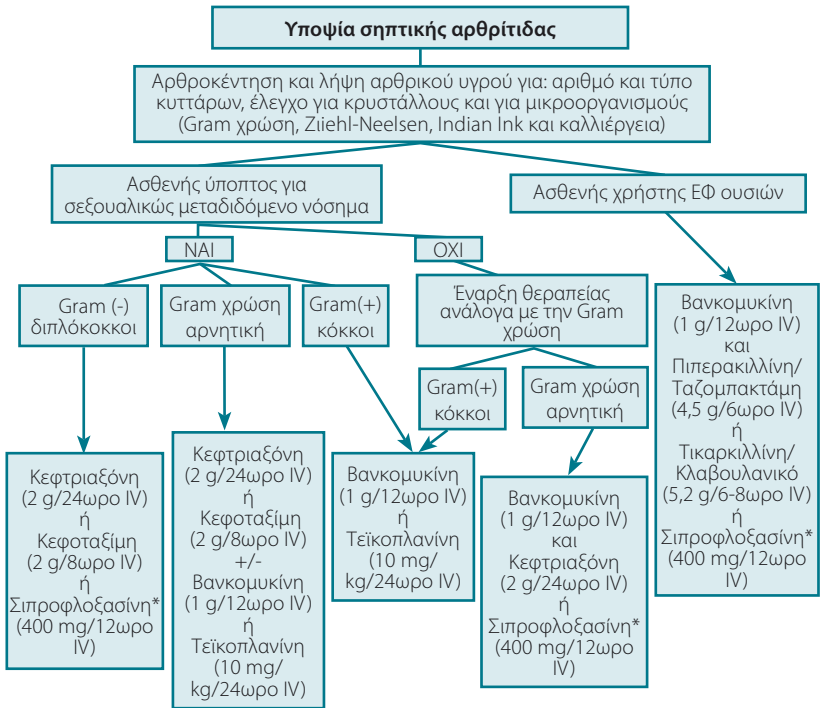 Υποψία σηπτικής αρθρίτιδας
Αρθροκέντηση και λήψη αρθρικού υγρού για: αριθμό και τύπο
κυττάρων, έλεγχο για κρυστάλλους και για μικροοργανισμούς
(Gram χρώση, Ziiehl-Neelsen, Indian Ink και καλλιέργεια)
Ασθενής ύποπτος για
σεξουαλικώς μεταδιδόμενο νόσημα
Ασθενής χρήστης ΕΦ ουσιών
ΝΑΙ
ΟΧΙ
Gram (-)
διπλόκοκκοι
Gram χρώση
αρνητική
Gram(+)
κόκκοι
Έναρξη θεραπείας
ανάλογα με την Gram
χρώση
Gram(+)
κόκκοι
Gram χρώση
αρνητική
Κεφτριαξόνη
(2 g/24ωρο IV)
ή
Κεφοταξίμη
(2 g/8ωρο IV)
ή
Σιπροφλοξασίνη*
(400 mg/12ωρο
IV)
Κεφτριαξόνη
(2 g/24ωρο IV)
ή
Κεφοταξίμη
(2 g/8ωρο IV)
+/-
Βανκομυκίνη
(1 g/12ωρο IV)
ή
Τεϊκοπλανίνη
(10 mg/
kg/24ωρο IV)
Βανκομυκίνη
(1 g/12ωρο IV)
ή
Τεϊκοπλανίνη
(10 mg/
kg/24ωρο IV)
Βανκομυκίνη
(1 g/12ωρο IV)
και
Κεφτριαξόνη
(2 g/24ωρο IV)
ή
Σιπροφλοξασίνη*
(400 mg/12ωρο
IV)
Βανκομυκίνη
(1 g/12ωρο IV)
και
Πιπερακιλλίνη/
Ταζομπακτάμη
(4,5 g/6ωρο IV)
ή
Τικαρκιλλίνη/
Κλαβουλανικό
(5,2 g/6-8ωρο IV)
ή
Σιπροφλοξασίνη*
(400 mg/12ωρο
IV)